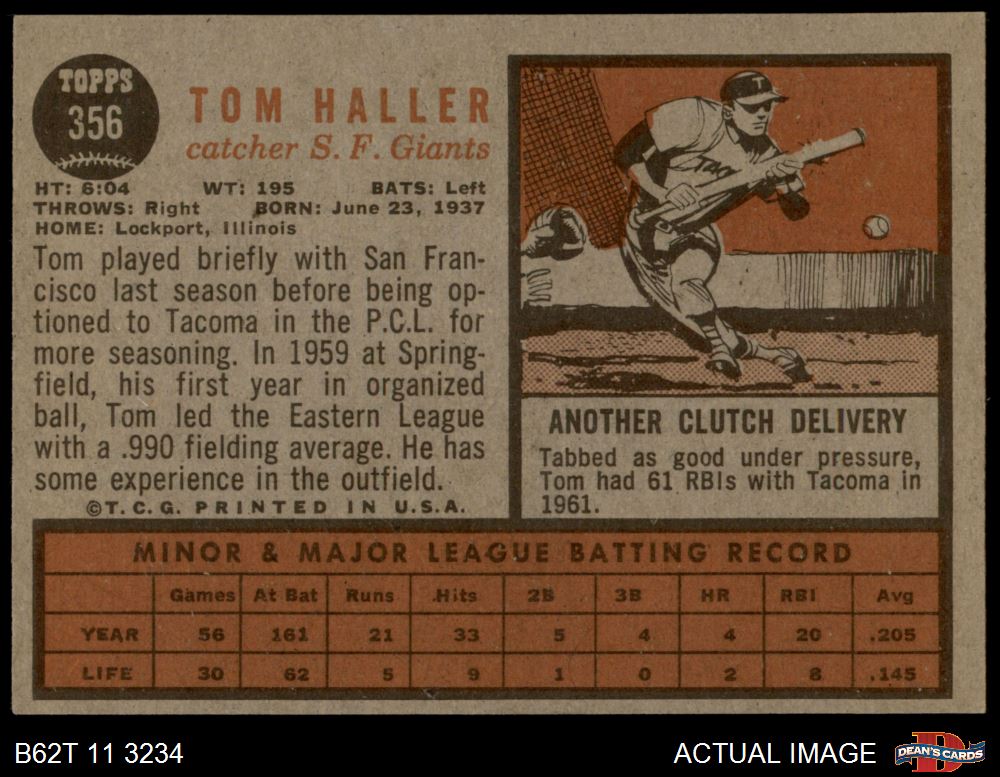 TOPPS
356
TOM HALLER
catcher S. F. Giants
HT: 6:04 WT: 195 BATS: Left
THROWS: Right BORN: June 23, 1937
HOME: Lockport, Illinois
Tom played briefly with San Fran-
cisco last season before being op-
tioned to Tacoma in the P.C.L. for
more seasoning. In 1959 at Spring-
field, his first year in organized
ball, Tom led the Eastern League
with a .990 fielding average. He has
some experience in the outfield.
©T.C.G. PRINTED IN U.S.A.
T
TAC
ANOTHER CLUTCH DELIVERY
Tabbed as good under pressure,
Tom had 61 RBIs with Tacoma in
1961.
MINOR & MAJOR LEAGUE BATTING RECORD
Games At Bat Runs Hits 2B 3B HR RBI Avg
YEAR 56 161 21 33 5 4 4 20 .205
LIFE 30 62 5 9 1 0 2 8 .145
B62T 11 3234
ACTUAL IMAGE
D
DEAN'S CARDS